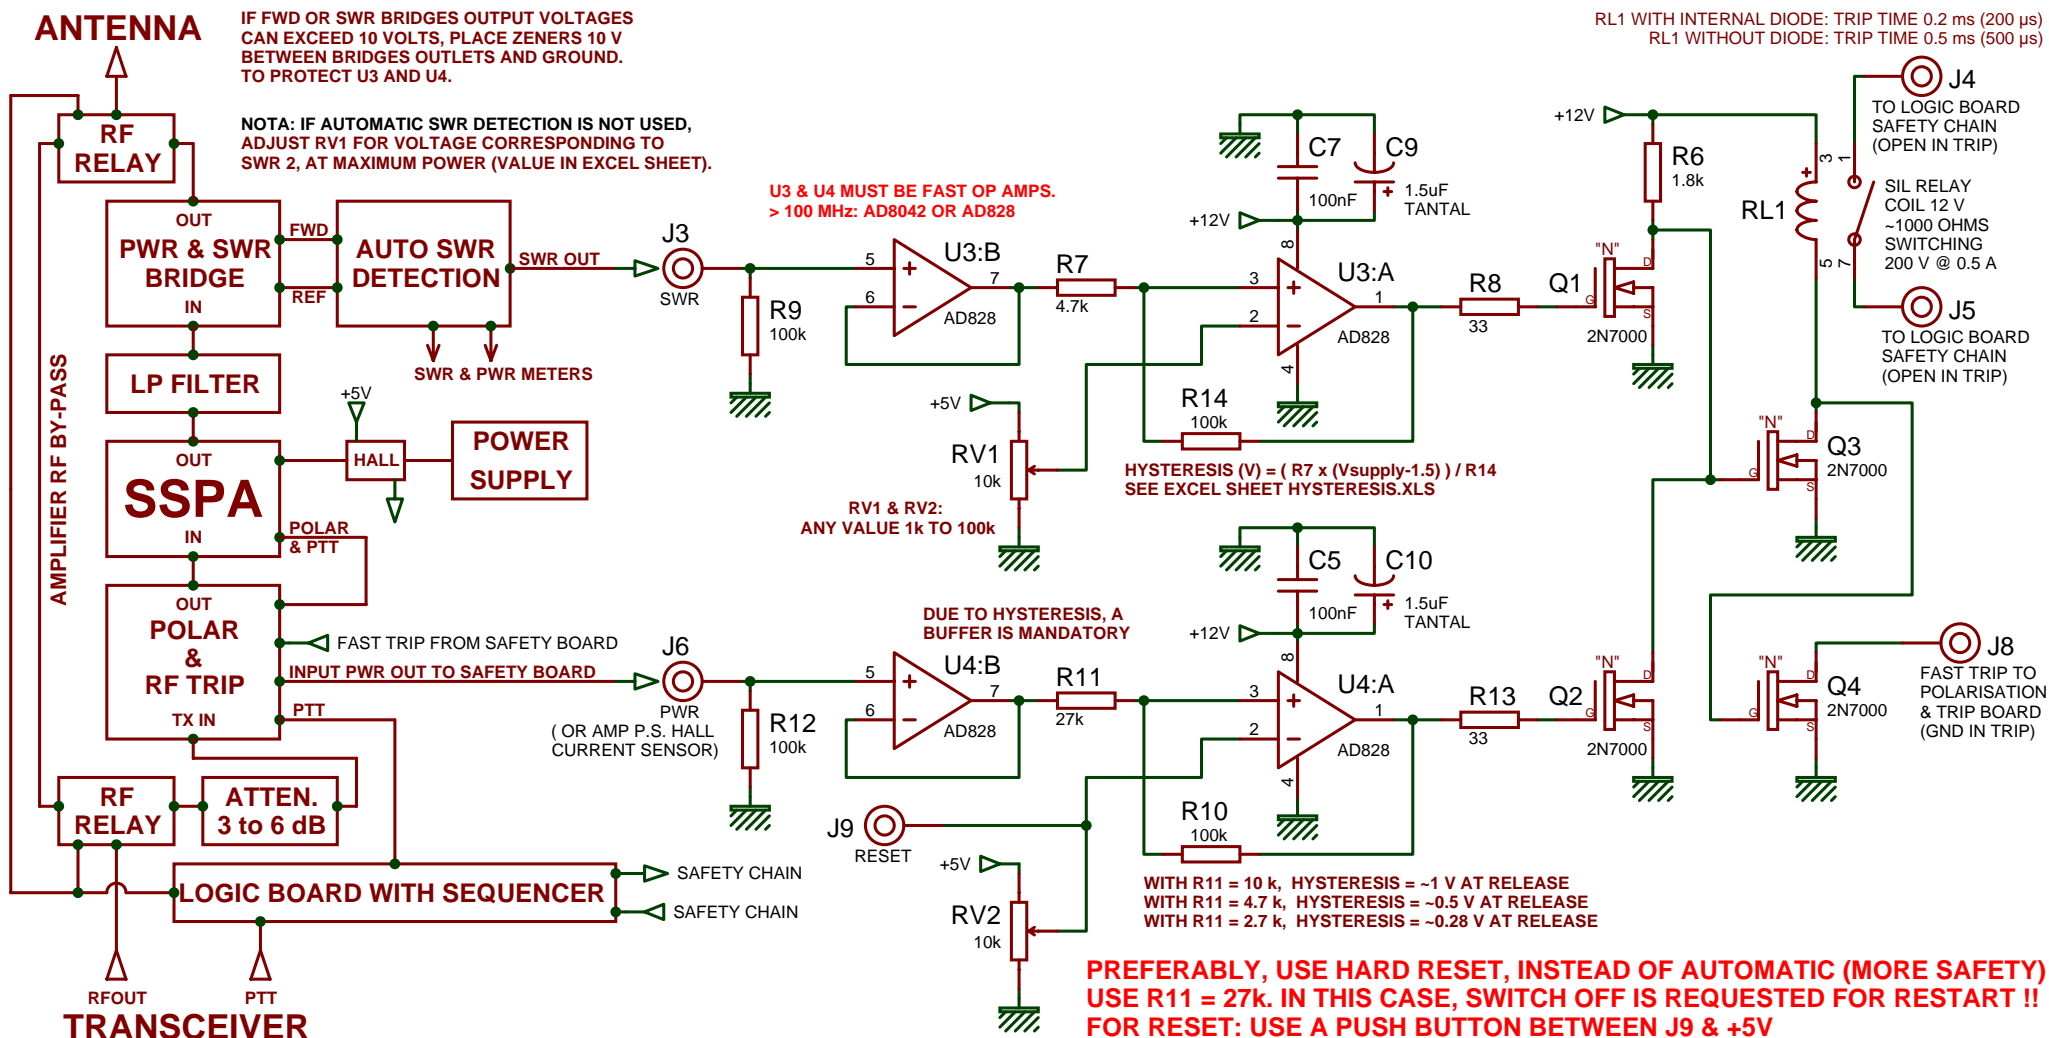 ANTENNA
IF FWD OR SWR BRIDGES OUTPUT VOLTAGES
CAN EXCEED 10 VOLTS, PLACE ZENERS 10 V
BETWEEN BRIDGES OUTLETS AND GROUND.
TO PROTECT U3 AND U4.
NOTA: IF AUTOMATIC SWR DETECTION IS NOT USED,
ADJUST RV1 FOR VOLTAGE CORRESPONDING TO
SWR 2, AT MAXIMUM POWER (VALUE IN EXCEL SHEET).
RL1 WITH INTERNAL DIODE: TRIP TIME 0.2 ms (200 µs)
RL1 WITHOUT DIODE: TRIP TIME 0.5 ms (500 µs)
RF
RELAY
OUT
PWR & SWR
BRIDGE
IN
FWD
REF
AUTO SWR
DETECTION
SWR OUT
SWR & PWR METERS
LP FILTER
+5V
HALL
POWER
SUPPLY
OUT
SSPA
IN
POLAR
& PTT
AMPLIFIER RF BY-PASS
OUT
POLAR
&
RF TRIP
TX IN
FAST TRIP FROM SAFETY BOARD
INPUT PWR OUT TO SAFETY BOARD
PTT
RF
RELAY
ATTEN.
3 to 6 dB
LOGIC BOARD WITH SEQUENCER
SAFETY CHAIN
SAFETY CHAIN
RFOUT
PTT
TRANSCEIVER
J3
SWR
R9
100k
U3 & U4 MUST BE FAST OP AMPS.
> 100 MHz: AD8042 OR AD828
5
6
7
U3:B
AD828
R7
4.7k
C7
100nF
C9
1.5uF
TANTAL
+12V
8
3
2
1
4
U3:A
AD828
R14
100k
+5V
RV1
10k
RV1 & RV2:
ANY VALUE 1k TO 100k
HYSTERESIS (V) = ( R7 x (Vsupply-1.5) ) / R14
SEE EXCEL SHEET HYSTERESIS.XLS
R8
33
Q1
"N"
D
G
S
2N7000
+12V
R6
1.8k
RL1
3
1
5
7
SIL RELAY
COIL 12 V
~1000 OHMS
SWITCHING
200 V @ 0.5 A
J4
TO LOGIC BOARD
SAFETY CHAIN
(OPEN IN TRIP)
J5
TO LOGIC BOARD
SAFETY CHAIN
(OPEN IN TRIP)
"N"
D
G
S
Q3
2N7000
J6
PWR
( OR AMP P.S. HALL
CURRENT SENSOR)
R12
100k
DUE TO HYSTERESIS, A
BUFFER IS MANDATORY
5
6
7
U4:B
AD828
R11
27k
C5
100nF
C10
1.5uF
TANTAL
+12V
8
3
2
1
4
U4:A
AD828
R10
100k
R13
33
Q2
"N"
D
G
S
2N7000
"N"
D
G
S
Q4
2N7000
J8
FAST TRIP TO
POLARISATION
& TRIP BOARD
(GND IN TRIP)
J9
RESET
+5V
RV2
10k
WITH R11 = 10 k, HYSTERESIS = ~1 V AT RELEASE
WITH R11 = 4.7 k, HYSTERESIS = ~0.5 V AT RELEASE
WITH R11 = 2.7 k, HYSTERESIS = ~0.28 V AT RELEASE
PREFERABLY, USE HARD RESET, INSTEAD OF AUTOMATIC (MORE SAFETY)
USE R11 = 27k. IN THIS CASE, SWITCH OFF IS REQUESTED FOR RESTART !!
FOR RESET: USE A PUSH BUTTON BETWEEN J9 & +5V